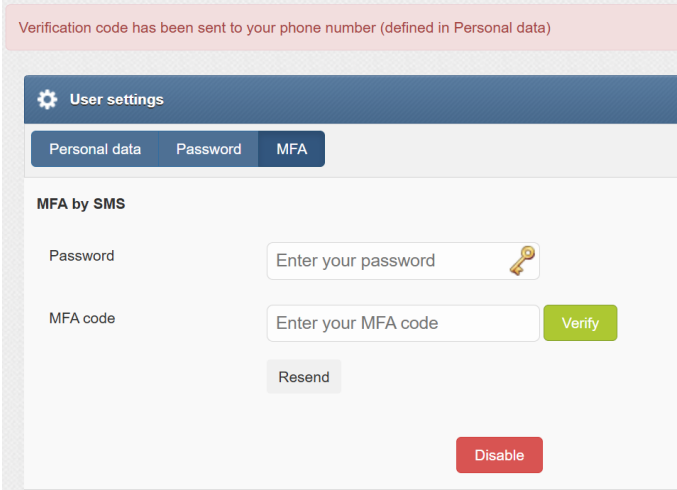 Verification code has been sent to your phone number (defined in Personal data)
User settings
Personal data Password MFA
MFA by SMS
Password Enter your password
MFA code Enter your MFA code Verify
Resend
Disable